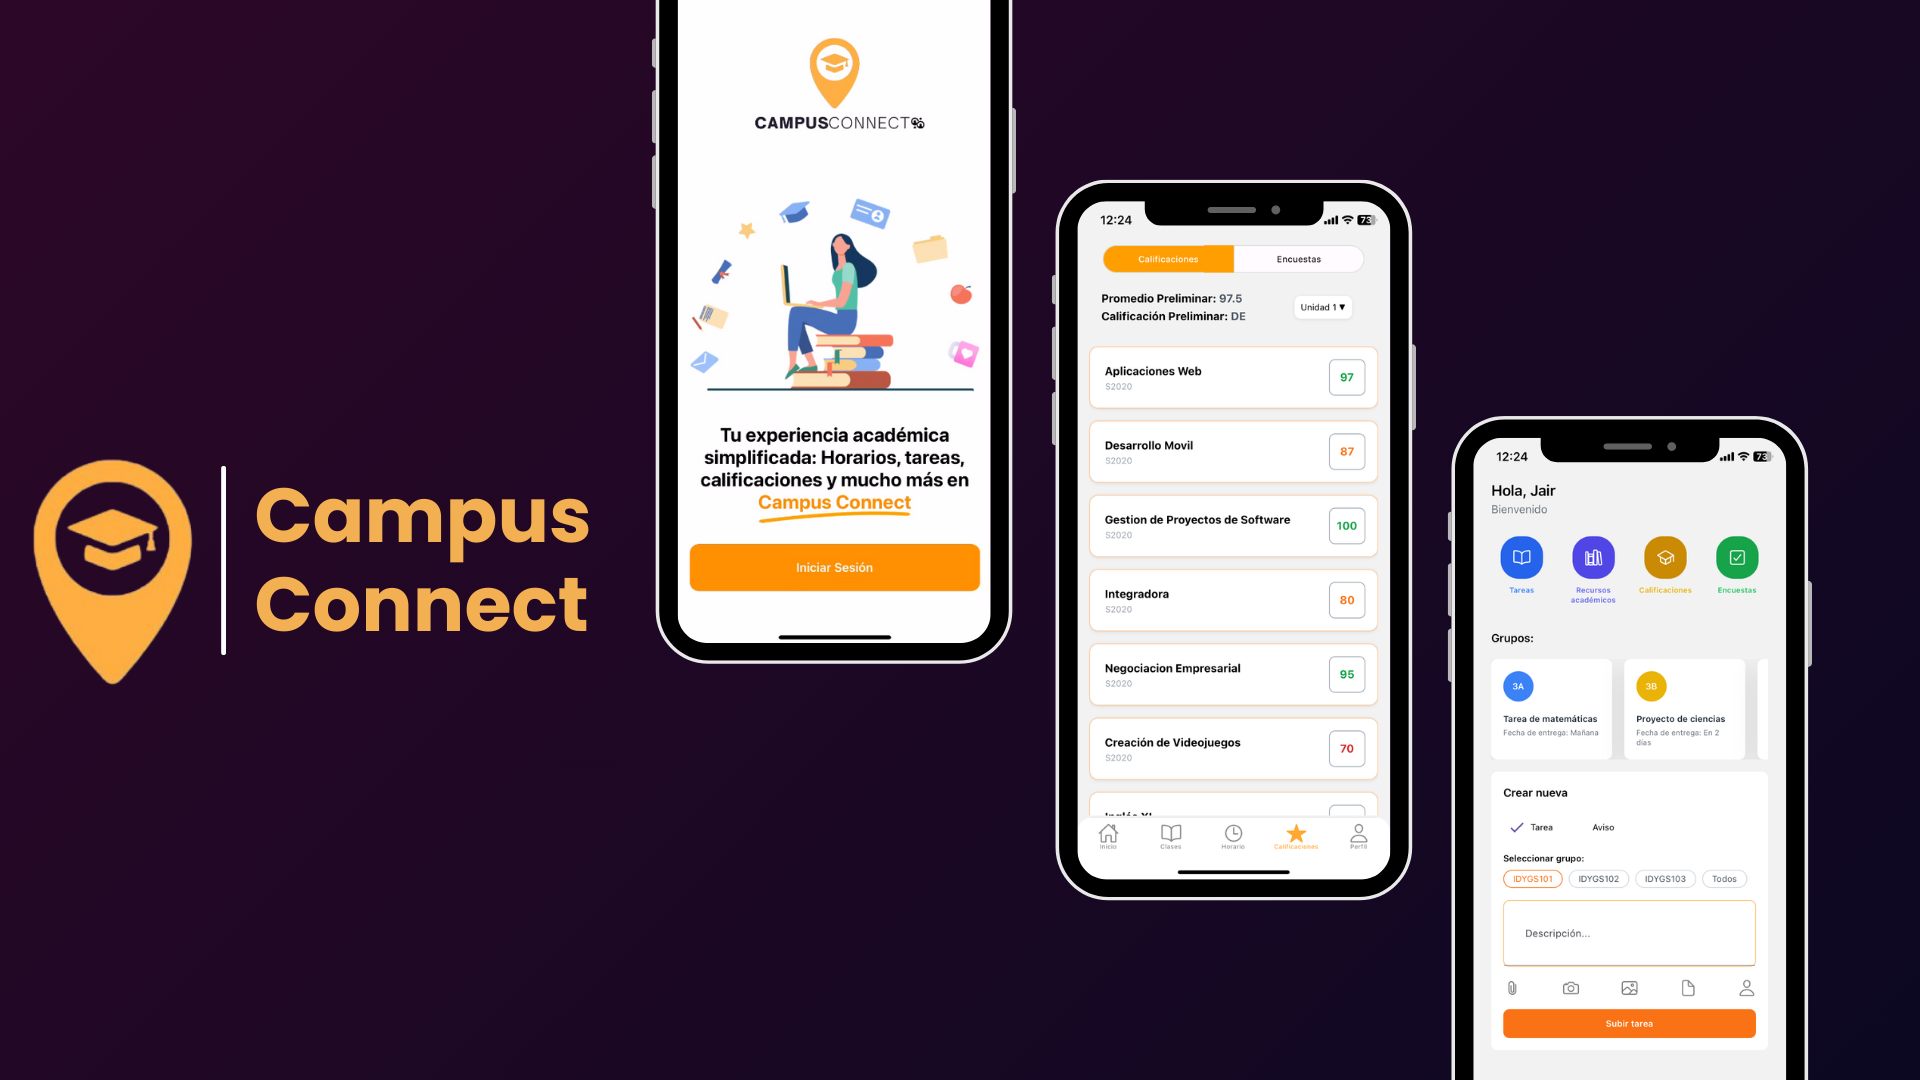 Campus
Connect
CAMPUSCONNECT
Tu experiencia académica
simplificada: Horarios, tareas,
calificaciones y mucho más en
Campus Connect
Iniciar Sesión
12:24
73
Calificaciones
Encuestas
Promedio Preliminar: 97.5
Calificación Preliminar: DE
Unidad 1 ▼
Aplicaciones Web
S2020
97
Desarrollo Movil
S2020
87
Gestion de Proyectos de Software
S2020
100
Integradora
S2020
80
Negociacion Empresarial
S2020
95
Creación de Videojuegos
S2020
70
Inicio
Clases
Horario
Calificaciones
Perfil
12:24
73
Hola, Jair
Bienvenido
Tareas
Recursos
académicos
Calificaciones
Encuestas
Grupos:
3A
Tarea de matemáticas
Fecha de entrega: Mañana
3B
Proyecto de ciencias
Fecha de entrega: En 2
días
Crear nueva
Tarea
Aviso
Seleccionar grupo:
IDYGS101
IDYGS102
IDYGS103
Todos
Descripción...
Subir tarea